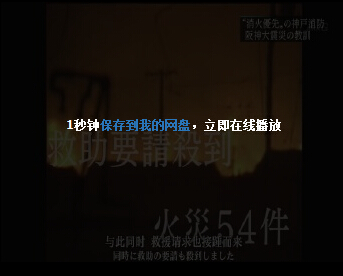 “消火優先”の神戸消防
阪神大震災の教訓
1秒钟保存到我的网盘，立即在线播放
救助要請殺到
火災54件
与此同时 救援请求也接踵而来
同時に救助の要請も殺到しました